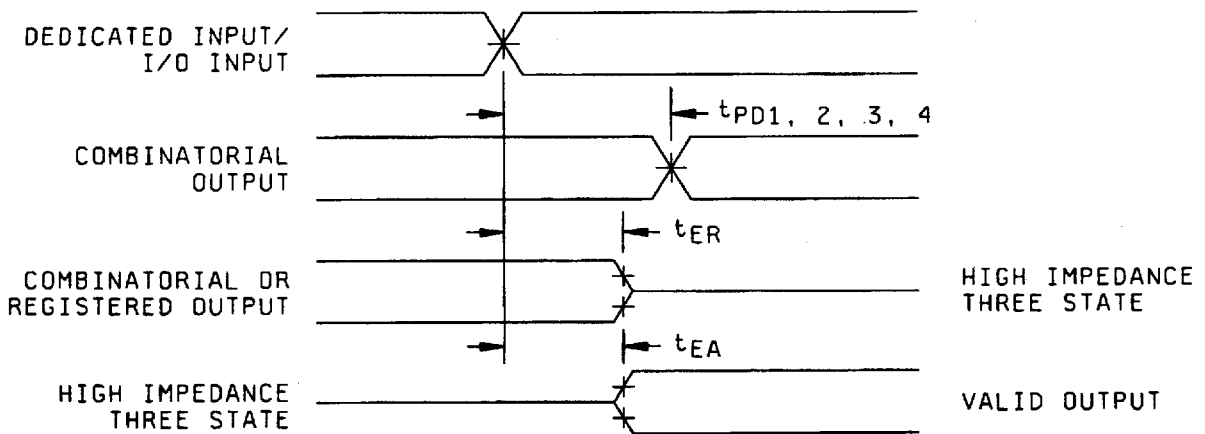 DEDICATED INPUT/
I/O INPUT
tPD1, 2, 3, 4
COMBINATORIAL
OUTPUT
tER
COMBINATORIAL OR
REGISTERED OUTPUT
HIGH IMPEDANCE
THREE STATE
tEA
HIGH IMPEDANCE
THREE STATE
VALID OUTPUT